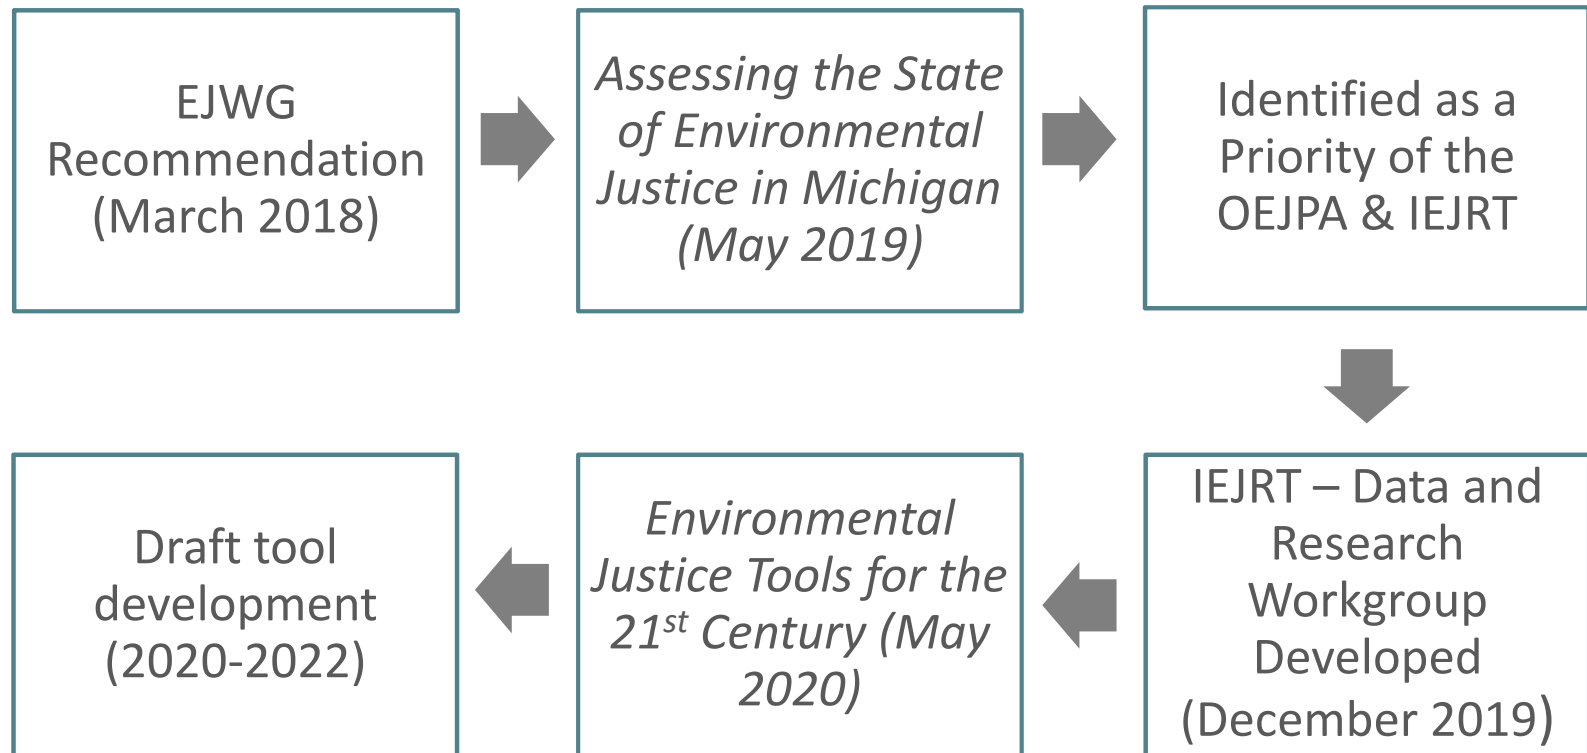 EJWG
Recommendation
(March 2018)
Assessing the State
of Environmental
Justice in Michigan
(May 2019)
Identified as a
Priority of the
OEJPA & IEJRT
IEJRT – Data and
Research
Workgroup
Developed
(December 2019)
Environmental
Justice Tools for the
21st Century (May
2020)
Draft tool
development
(2020-2022)